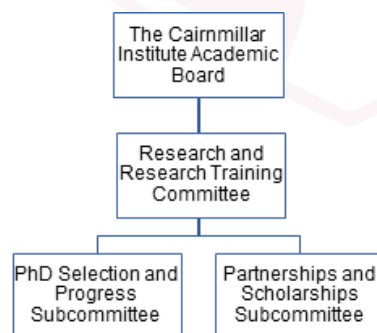 The Cairnmillar
Institute Academic
Board
Research and
Research Training
Committee
PhD Selection and
Progress
Subcommittee
Partnerships and
Scholarships
Subcommittee